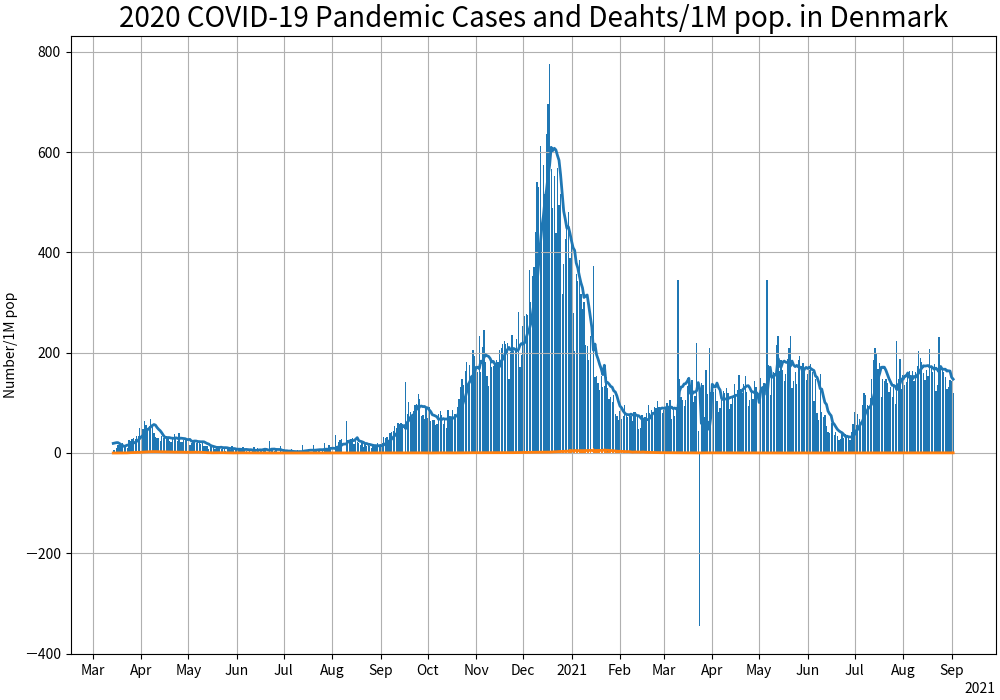 2020 COVID-19 Pandemic Cases and Deahts/1M pop. in Denmark
Number/1M pop
800
600
400
200
0
−200
−400
Mar Apr May Jun Jul Aug Sep Oct Nov Dec 2021 Feb Mar Apr May Jun Jul Aug Sep
2021